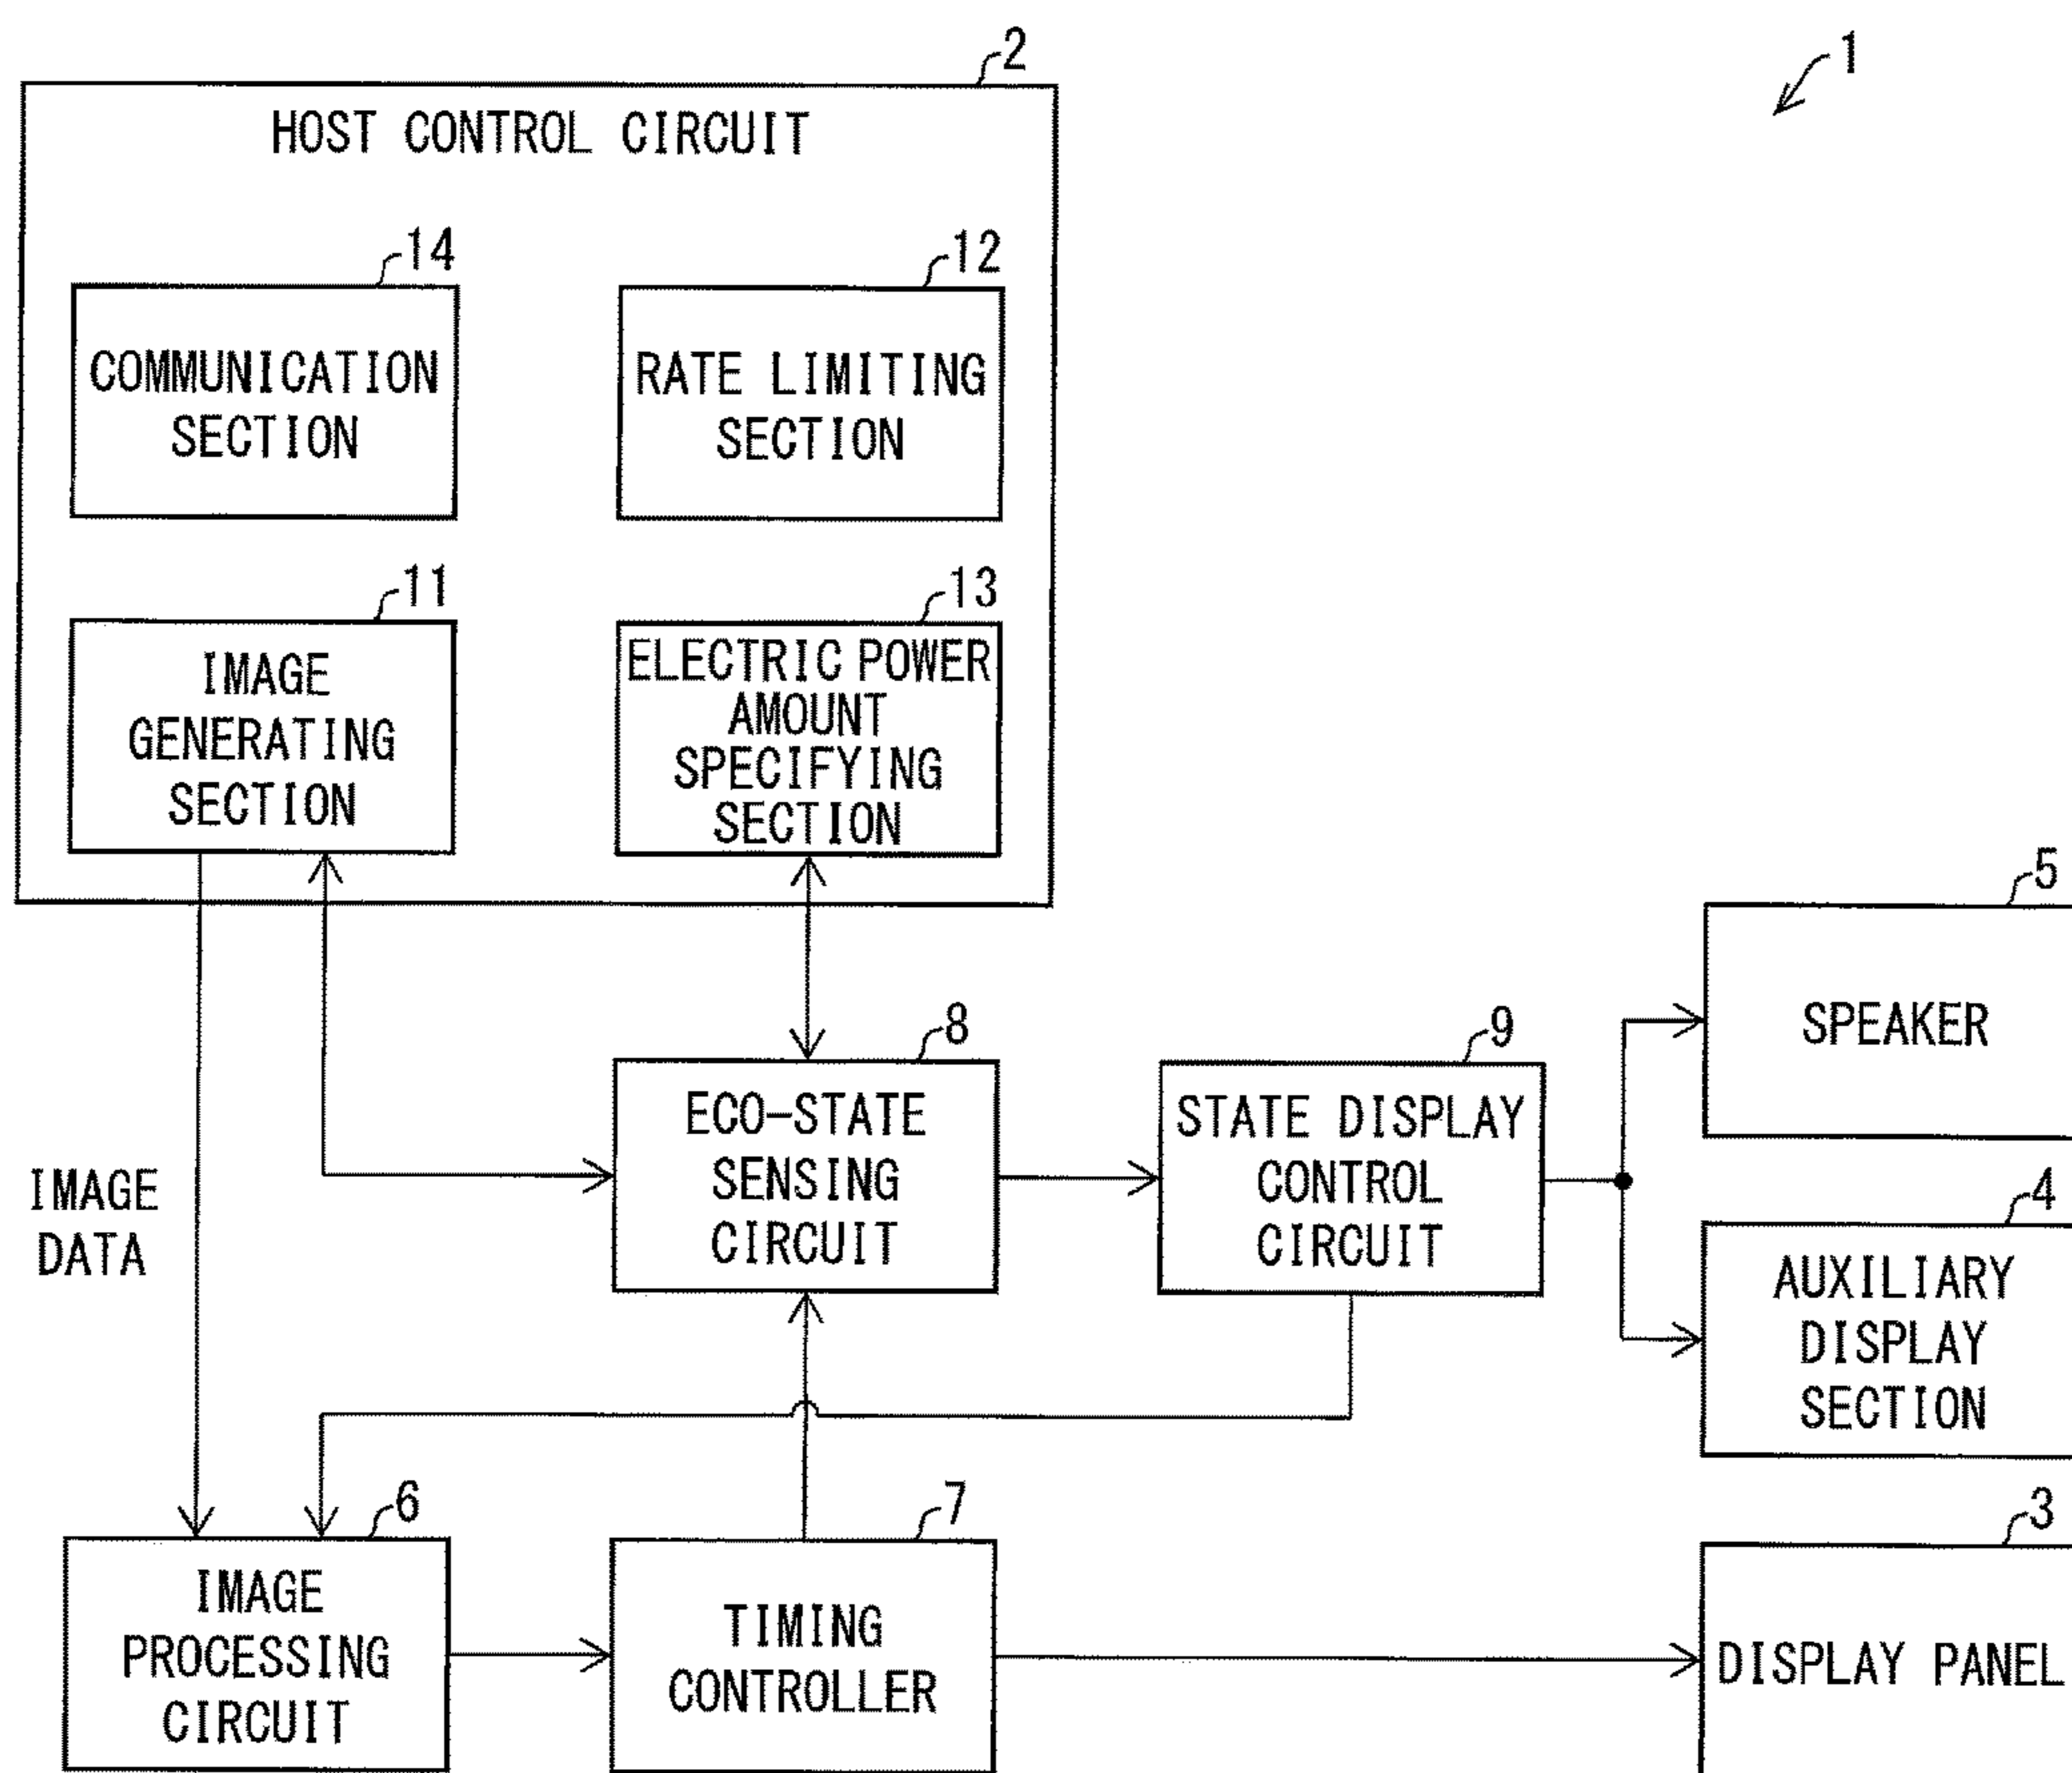 2
1
HOST CONTROL CIRCUIT
14
12
COMMUNICATION
SECTION
RATE LIMITING
SECTION
11
13
IMAGE
GENERATING
SECTION
ELECTRIC POWER
AMOUNT
SPECIFYING
SECTION
5
SPEAKER
8
9
ECO-STATE
SENSING
CIRCUIT
STATE DISPLAY
CONTROL
CIRCUIT
IMAGE
DATA
4
AUXILIARY
DISPLAY
SECTION
6
7
3
IMAGE
PROCESSING
CIRCUIT
TIMING
CONTROLLER
DISPLAY PANEL